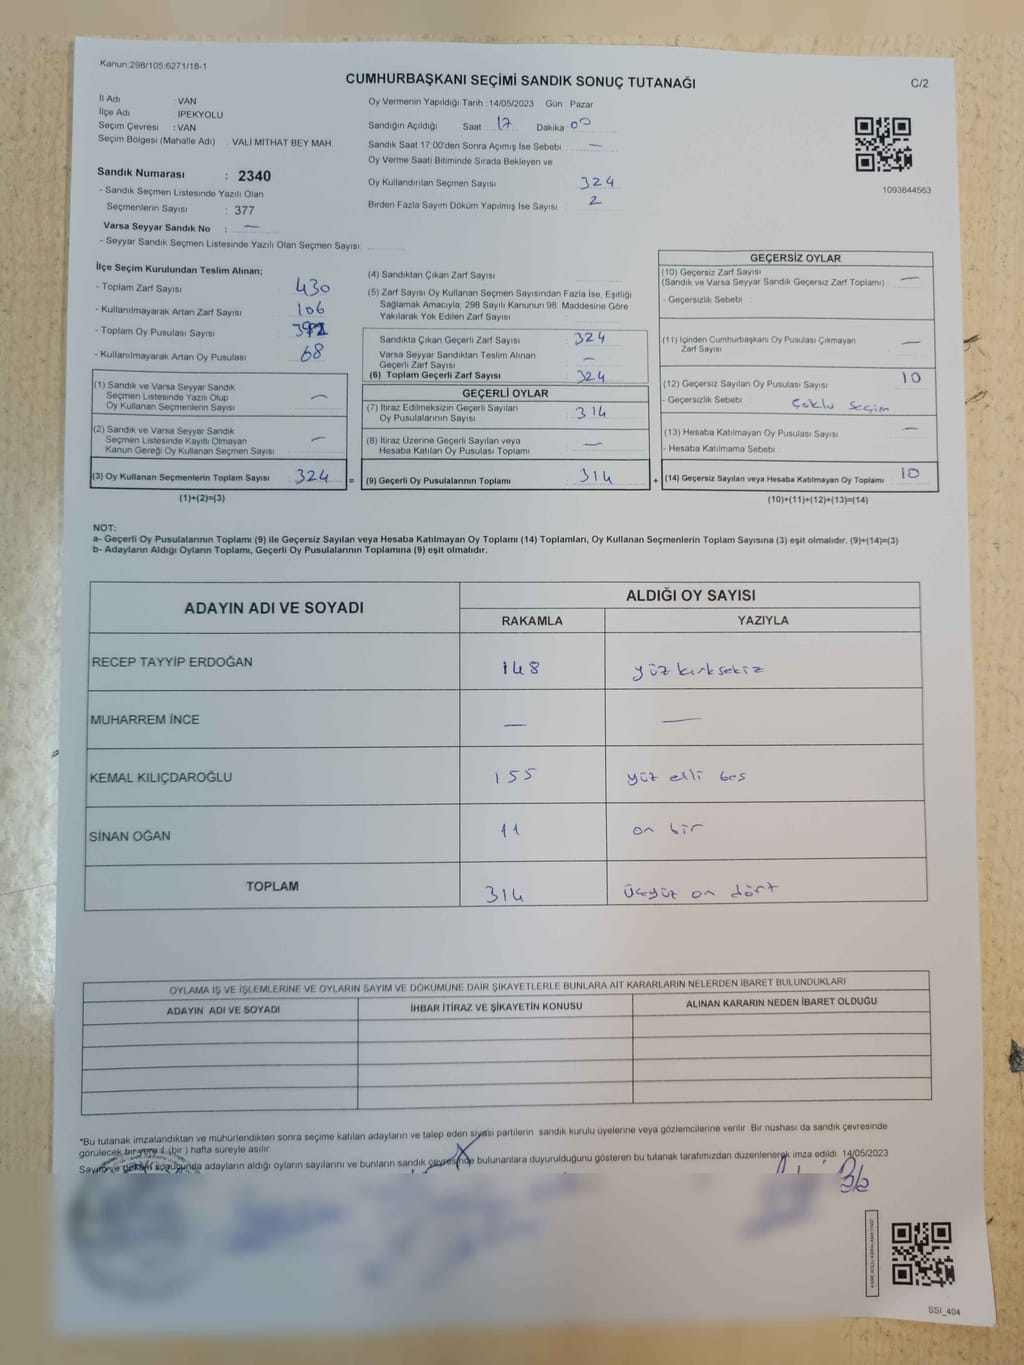 Kanun:298/105.6271/18-1
CUMHURBAŞKANI SEÇİMİ SANDIK SONUÇ TUTANAĞI
C/2
İl Adı : VAN
İlçe Adı : İPEKYOLU
Seçim Çevresi : VAN
Seçim Bölgesi (Mahalle Adı) : VALİ MİTHAT BEY MAH.
Oy Vermenin Yapıldığı Tarih :14/05/2023 Gün Pazar
Sandığın Açıldığı Saat 17 Dakika 00
Sandık Saat 17:00'den Sonra Açımış İse Sebebi : —
Oy Verme Saati Bitiminde Sırada Bekleyen ve
Oy Kullandırılan Seçmen Sayısı : 324
Birden Fazla Sayım Döküm Yapılmış İse Sayısı : 2
1093844563
Sandık Numarası : 2340
- Sandık Seçmen Listesinde Yazılı Olan
Seçmenlerin Sayısı : 377
Varsa Seyyar Sandık No : —
- Seyyar Sandık Seçmen Listesinde Yazılı Olan Seçmen Sayısı:
İlçe Seçim Kurulundan Teslim Alınan;
- Toplam Zarf Sayısı 430
- Kullanılmayarak Artan Zarf Sayısı : 106
- Toplam Oy Pusulası Sayısı
- Kullanılmayarak Artan Oy Pusulası : 68
(1) Sandık ve Varsa Seyyar Sandık
Seçmen Listesinde Yazılı Olup
Oy Kullanan Seçmenlerin Sayısı —
(2) Sandık ve Varsa Seyyar Sandık
Seçmen Listesinde Kayıtlı Olmayan
Kanun Gereği Oy Kullanan Seçmen Sayısı —
(3) Oy Kullanan Seçmenlerin Toplam Sayısı 324 =
(1)+(2)=(3)
(4) Sandıktan Çıkan Zarf Sayısı
(5) Zarf Sayısı Oy Kullanan Seçmen Sayısından Fazla İse, Eşitliği
Sağlamak Amacıyla, 298 Sayılı Kanunun 98. Maddesine Göre
Yakılarak Yok Edilen Zarf Sayısı
Sandıkta Çıkan Geçerli Zarf Sayısı 324
Varsa Seyyar Sandıktan Teslim Alınan
Geçerli Zarf Sayısı —
(6) Toplam Geçerli Zarf Sayısı 324
GEÇERLİ OYLAR
(7) İtiraz Edilmeksizin Geçerli Sayılan
Oy Pusulalarının Sayısı 314
(8) İtiraz Üzerine Geçerli Sayılan veya
Hesaba Katılan Oy Pusulası Toplamı —
(9) Geçerli Oy Pusulalarının Toplamı 314 +
GEÇERSİZ OYLAR
(10) Geçersiz Zarf Sayısı
(Sandık ve Varsa Seyyar Sandık Geçersiz Zarf Toplamı) —
- Geçersizlik Sebebi :
(11) İçinden Cumhurbaşkanı Oy Pusulası Çıkmayan
Zarf Sayısı —
(12) Geçersiz Sayılan Oy Pusulası Sayısı 10
- Geçersizlik Sebebi : Çoklu seçim
(13) Hesaba Katılmayan Oy Pusulası Sayısı —
- Hesaba Katılmama Sebebi :
(14) Geçersiz Sayılan veya Hesaba Katılmayan Oy Toplamı 10
(10)+(11)+(12)+(13)=(14)
NOT:
a- Geçerli Oy Pusulalarının Toplamı (9) ile Geçersiz Sayılan veya Hesaba Katılmayan Oy Toplamı (14) Toplamları, Oy Kullanan Seçmenlerin Toplam Sayısına (3) eşit olmalıdır. (9)+(14)=(3)
b- Adayların Aldığı Oyların Toplamı, Geçerli Oy Pusulalarının Toplamına (9) eşit olmalıdır.
ADAYIN ADI VE SOYADI
ALDIĞI OY SAYISI
RAKAMLA YAZIYLA
RECEP TAYYİP ERDOĞAN 148 yüz kırk sekiz
MUHARREM İNCE — —
KEMAL KILIÇDAROĞLU 155 yüz elli beş
SİNAN OĞAN 11 on bir
TOPLAM 314 üçyüz on dört
OYLAMA İŞ VE İŞLEMLERİNE VE OYLARIN SAYIM VE DÖKÜMÜNE DAİR ŞİKAYETLERLE BUNLARA AİT KARARLARIN NELERDEN İBARET BULUNDUKLARI
ADAYIN ADI VE SOYADI İHBAR İTİRAZ VE ŞİKAYETİN KONUSU ALINAN KARARIN NEDEN İBARET OLDUĞU
*Bu tutanak imzalandıktan ve mühürlendikten sonra seçime katılan adayların ve talep eden siyasi partilerin sandık kurulu üyelerine veya gözlemcilerine verilir. Bir nüshası da sandık çevresinde
görülecek bir yere 1 (bir ) hafta süreyle asılır.
Sayım ve döküm sonucunda adayların aldığı oyların sayılarını ve bunların sandık çevresinde bulunanlara duyurulduğunu gösteren bu tutanak tarafımızdan düzenlenerek imza edildi. 14/05/2023
SSİ_404